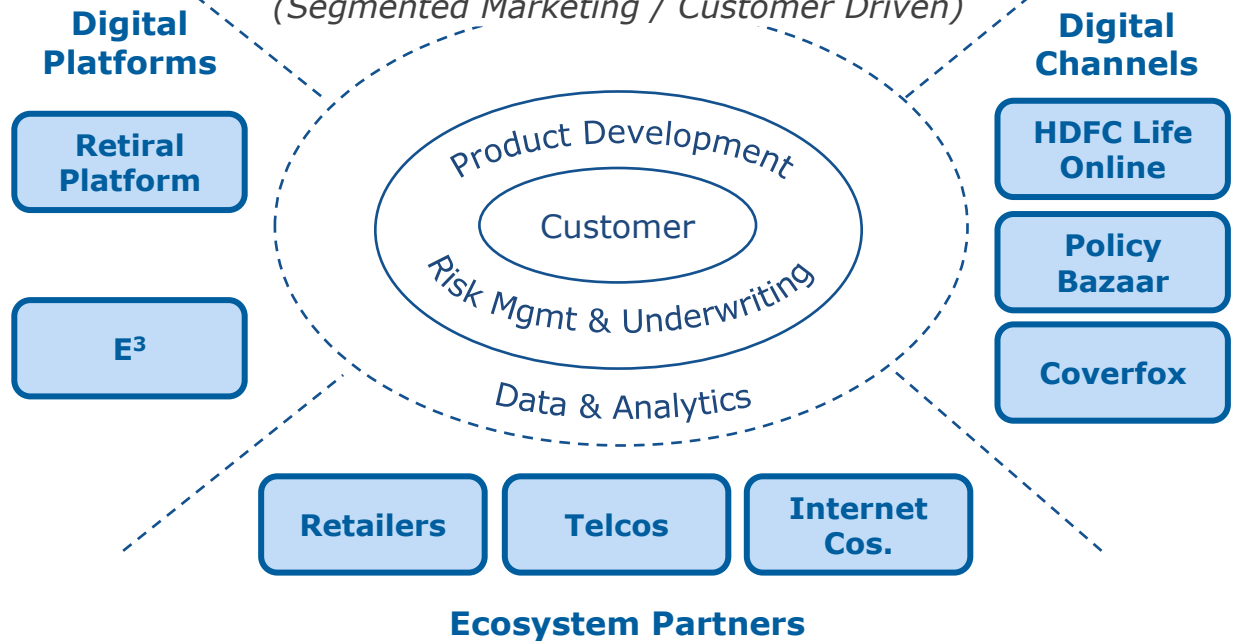 (Segmented Marketing / Customer Driven)
Digital
Platforms
Retiral
Platform
E³
Product Development
Customer
Risk Mgmt & Underwriting
Data & Analytics
Digital
Channels
HDFC Life
Online
Policy
Bazaar
Coverfox
Retailers
Telcos
Internet
Cos.
Ecosystem Partners